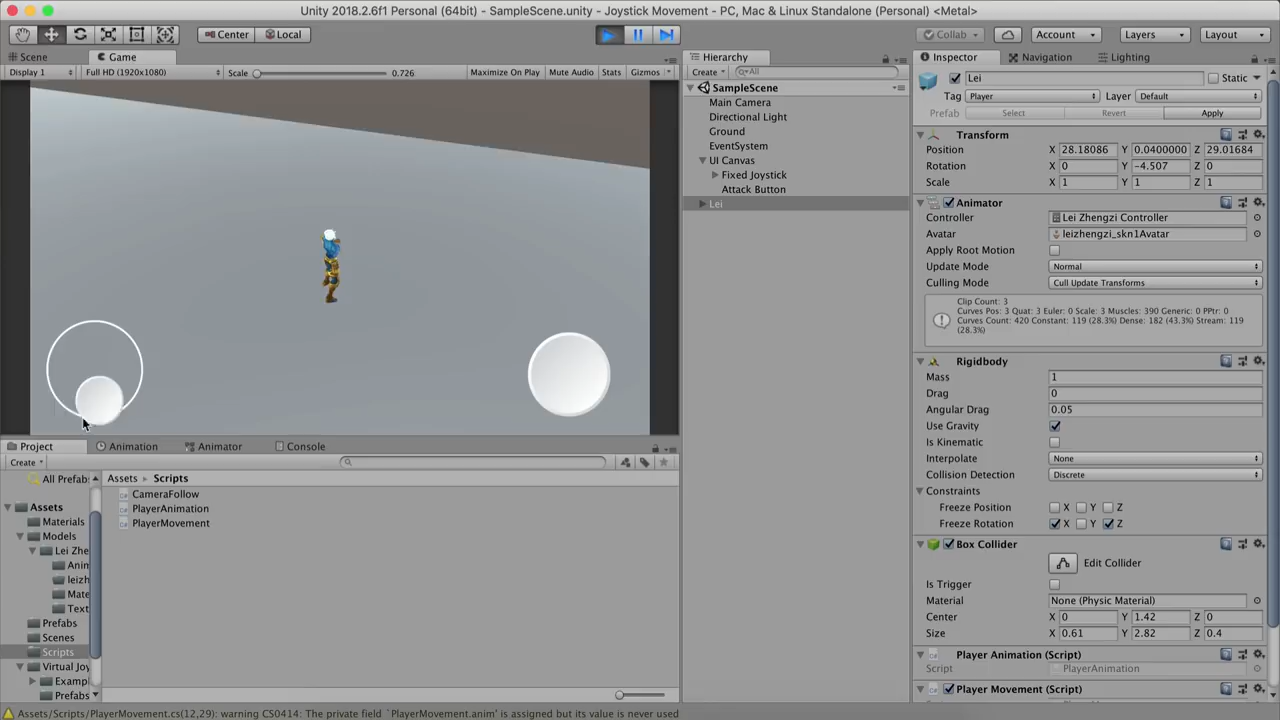 Unity 2018.2.6f1 Personal (64bit) - SampleScene.unity - Joystick Movement - PC, Mac & Linux Standalone (Personal) <Metal>
Center Local Collab Account Layers Layout
Scene Game
Display 1 Full HD (1920x1080) Scale 0.726 Maximize On Play Mute Audio Stats Gizmos
Hierarchy
Create All
SampleScene
Main Camera
Directional Light
Ground
EventSystem
UI Canvas
Fixed Joystick
Attack Button
Lei
Inspector Navigation Lighting
Lei Static
Tag Player Layer Default
Prefab Select Revert Apply
Transform
Position X 28.18086 Y 0.0400000 Z 29.01684
Rotation X 0 Y -4.507 Z 0
Scale X 1 Y 1 Z 1
Animator
Controller Lei Zhengzi Controller
Avatar leizhengzi_skn1Avatar
Apply Root Motion
Update Mode Normal
Culling Mode Cull Update Transforms
Clip Count: 3
Curves Pos: 3 Quat: 3 Euler: 0 Scale: 3 Muscles: 390 Generic: 0 PPtr: 0
Curves Count: 420 Constant: 119 (28.3%) Dense: 182 (43.3%) Stream: 119
(28.3%)
Rigidbody
Mass 1
Drag 0
Angular Drag 0.05
Use Gravity
Is Kinematic
Interpolate None
Collision Detection Discrete
Constraints
Freeze Position X Y Z
Freeze Rotation X Y Z
Box Collider
Edit Collider
Is Trigger
Material None (Physic Material)
Center X 0 Y 1.42 Z 0
Size X 0.61 Y 2.82 Z 0.4
Player Animation (Script)
Script PlayerAnimation
Player Movement (Script)
Project Animation Animator Console
Create
All Prefab
Assets
Materials
Models
Lei Zhe
Anin
leizh
Mate
Text
Prefabs
Scenes
Scripts
Virtual Joy
Examp
Prefabs
Assets Scripts
CameraFollow
PlayerAnimation
PlayerMovement
Assets/Scripts/PlayerMovement.cs(12,29): warning CS0414: The private field `PlayerMovement.anim' is assigned but its value is never used